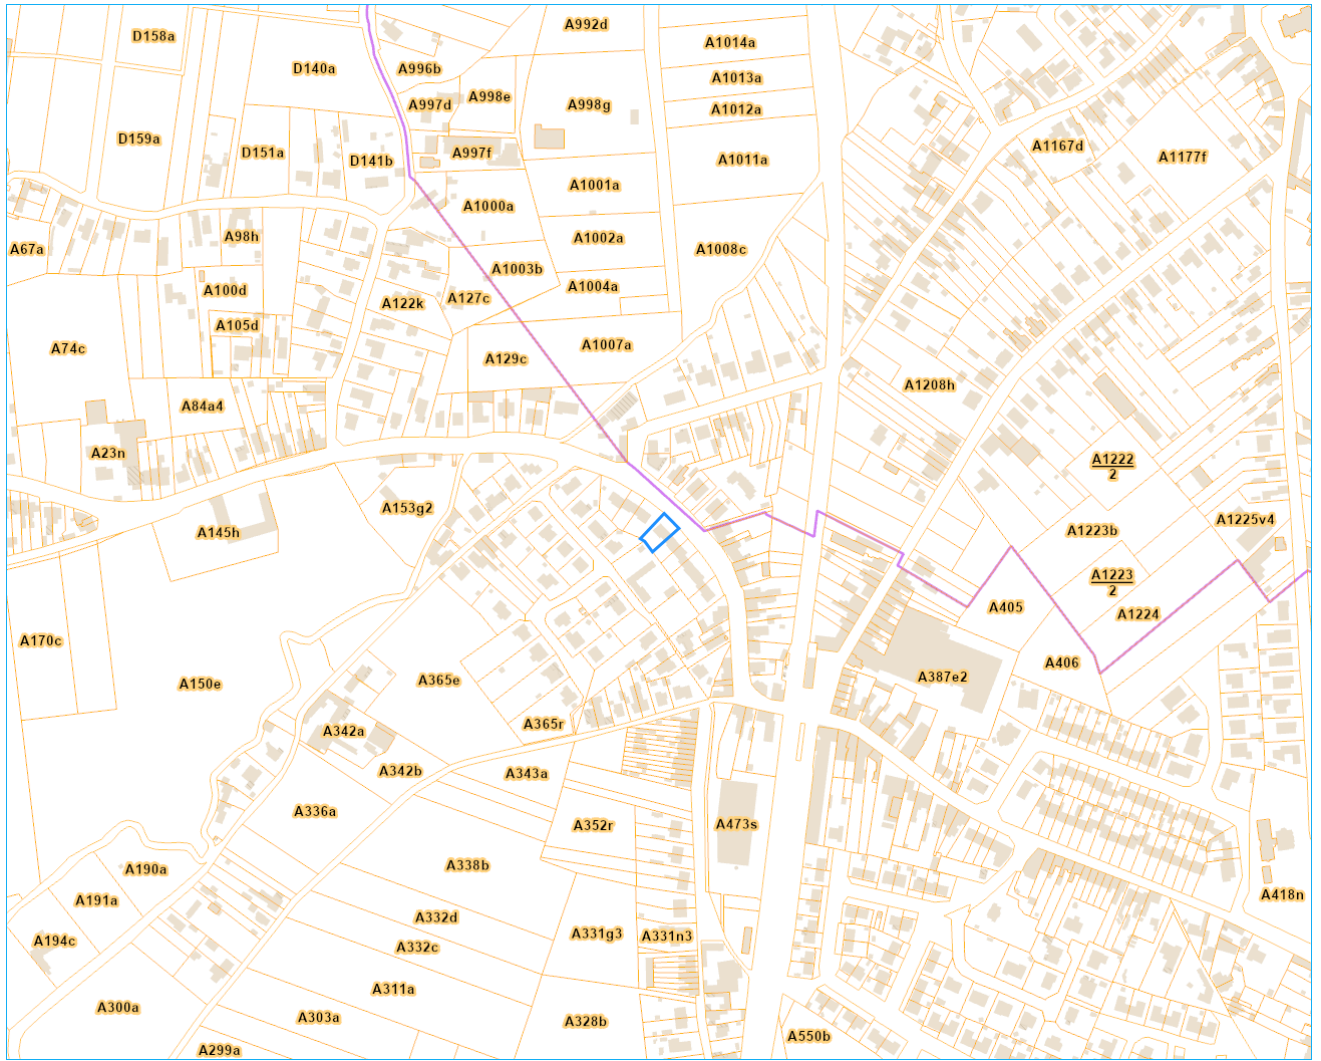 A992d
D158a
A1014a
D140a
A996b
A1013a
A998e
A997d
A998g
A1012a
D159a
A1167d
D151a
A997f
A1177f
D141b
A1011a
A1001a
A1000a
A98h
A1002a
A67a
A1008c
A1003b
A100d
A1004a
A127c
A122k
A105d
A74c
A1007a
A129c
A1208h
A84a4
A23n
A1222
2
A153g2
A1225v4
A145h
A1223b
A1223
2
A405
A1224
A170c
A406
A365e
A150e
A387e2
A365r
A342a
A342b
A343a
A336a
A352r
A473s
A338b
A190a
A418n
A191a
A332d
A331g3
A331n3
A194c
A332c
A311a
A300a
A303a
A328b
A550b
A299a